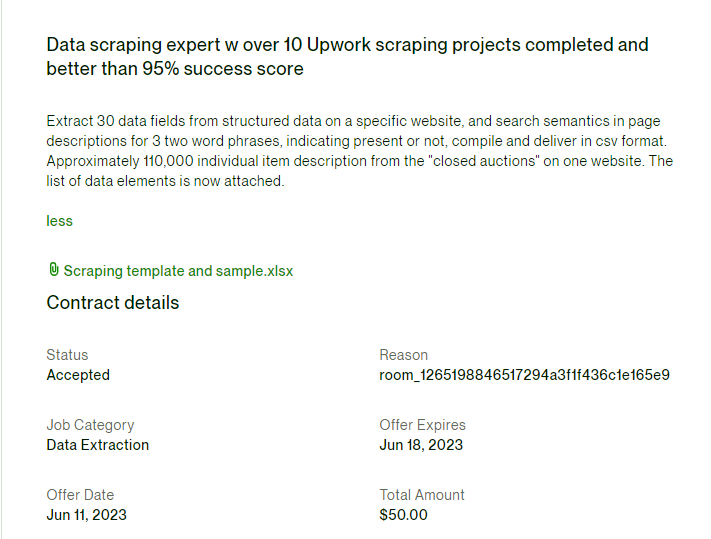 Data scraping expert w over 10 Upwork scraping projects completed and
better than 95% success score
Extract 30 data fields from structured data on a specific website, and search semantics in page
descriptions for 3 two word phrases, indicating present or not, compile and deliver in csv format.
Approximately 110,000 individual item description from the "closed auctions" on one website. The
list of data elements is now attached.
less
Scraping template and sample.xlsx
Contract details
Status
Accepted
Reason
room_1265198846517294a3f1f436c1e165e9
Job Category
Data Extraction
Offer Expires
Jun 18, 2023
Offer Date
Jun 11, 2023
Total Amount
$50.00